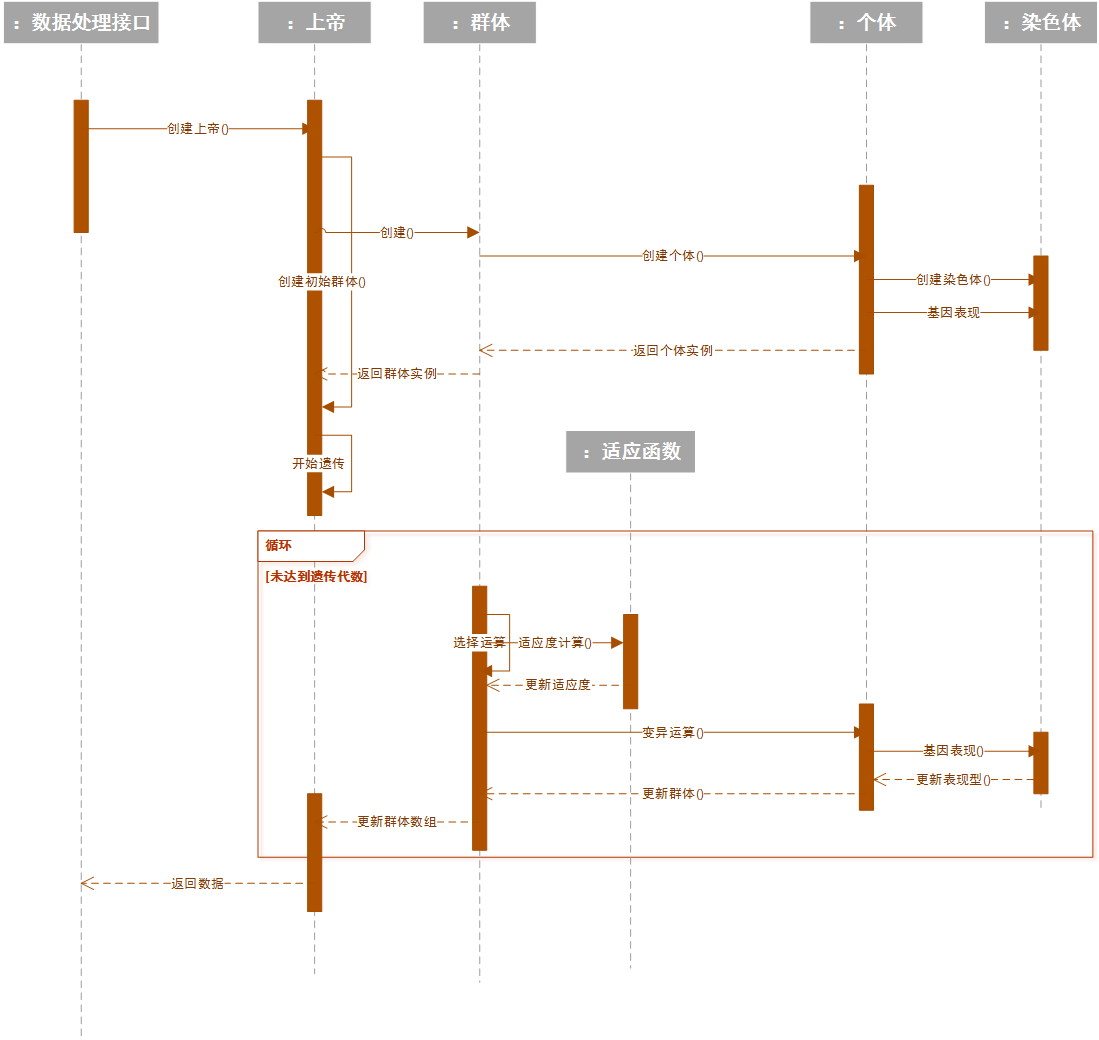 : 数据处理接口
: 上帝
: 群体
: 个体
: 染色体
创建上帝()
创建()
创建个体()
创建初始群体()
创建染色体()
基因表现
返回个体实例
返回群体实例
: 适应函数
开始遗传
循环
[未达到遗传代数]
选择运算
适应度计算()
更新适应度
变异运算()
基因表现()
更新表现型()
更新群体()
更新群体数组
返回数据